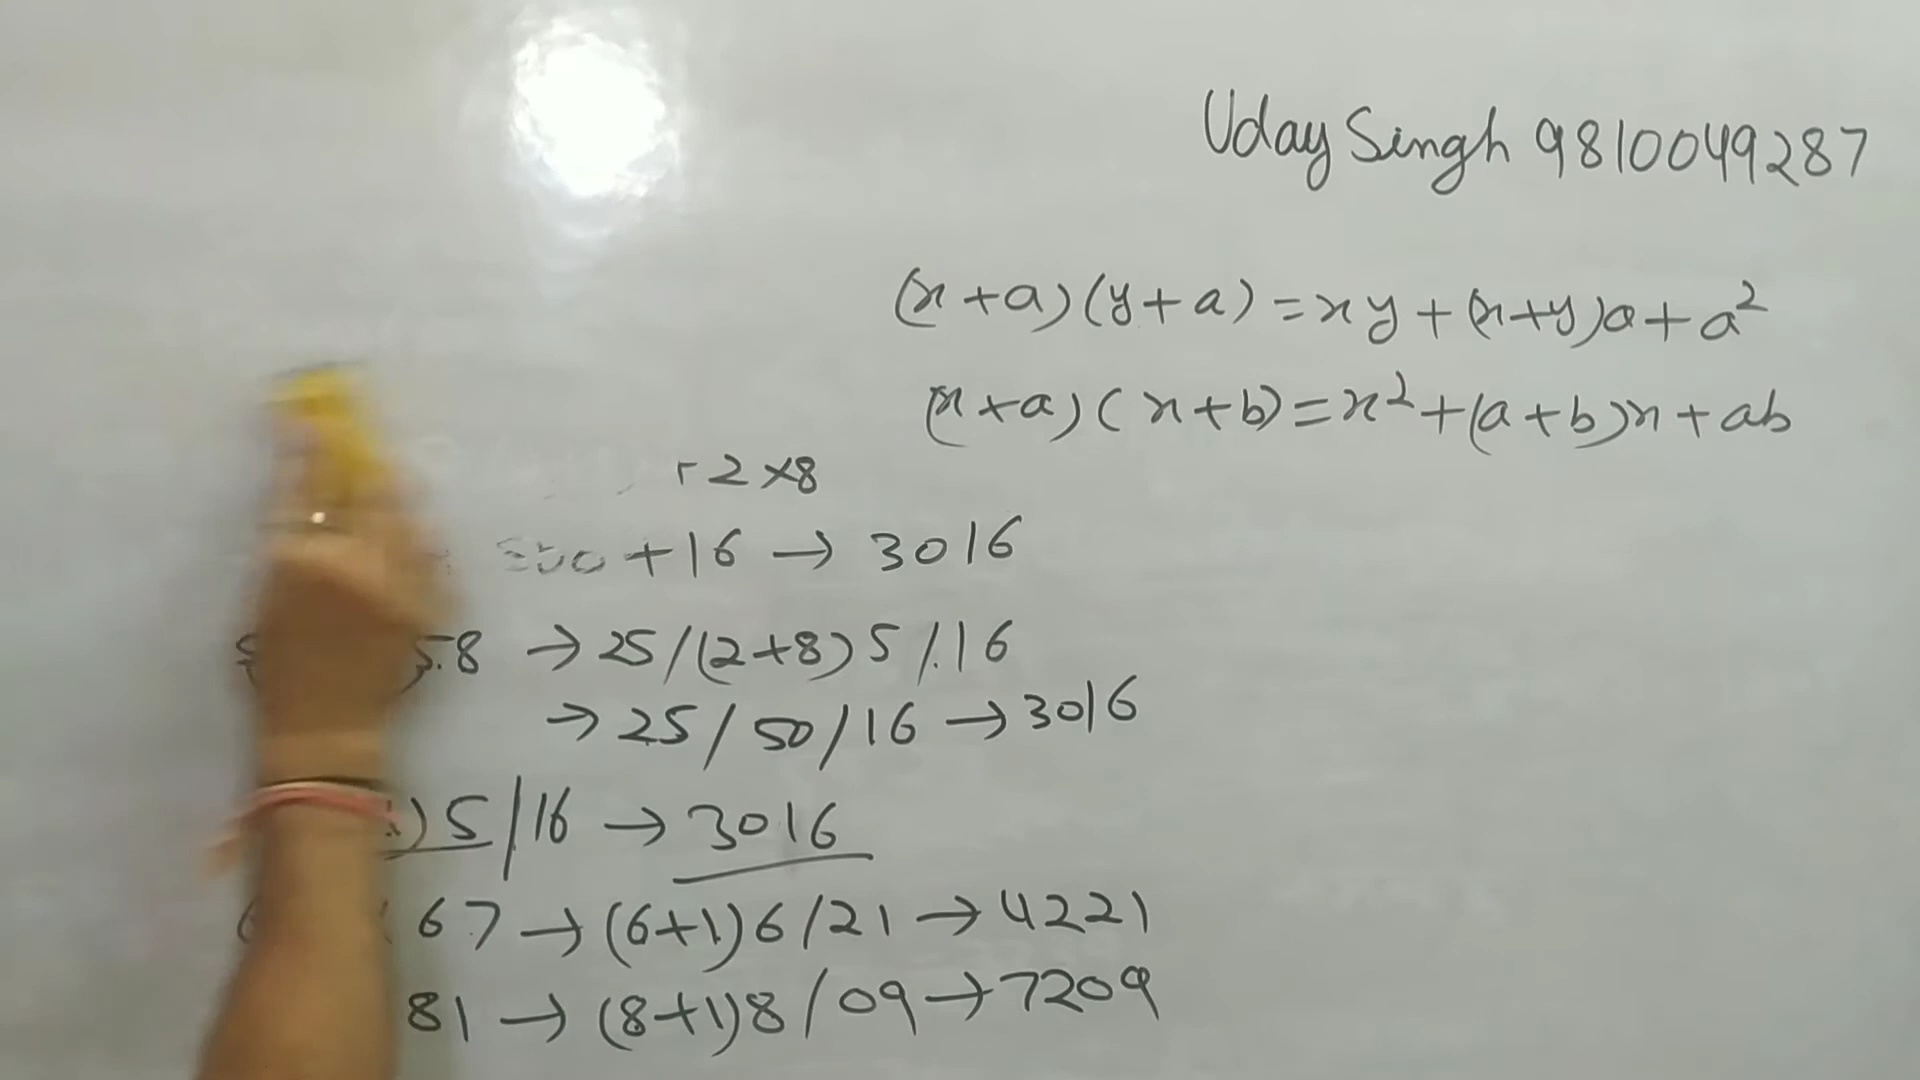 Uday Singh 9810049287
(x+a)(y+a)=xy+(x+y)a+a²
(x+a)(x+b)=x²+(a+b)x+ab
2×8
+16→3016
58→25/(2+8)5/16
→25/50/16→3016
)5/16→3016
67→(6+1)6/21→4221
81→(8+1)8/09→7209